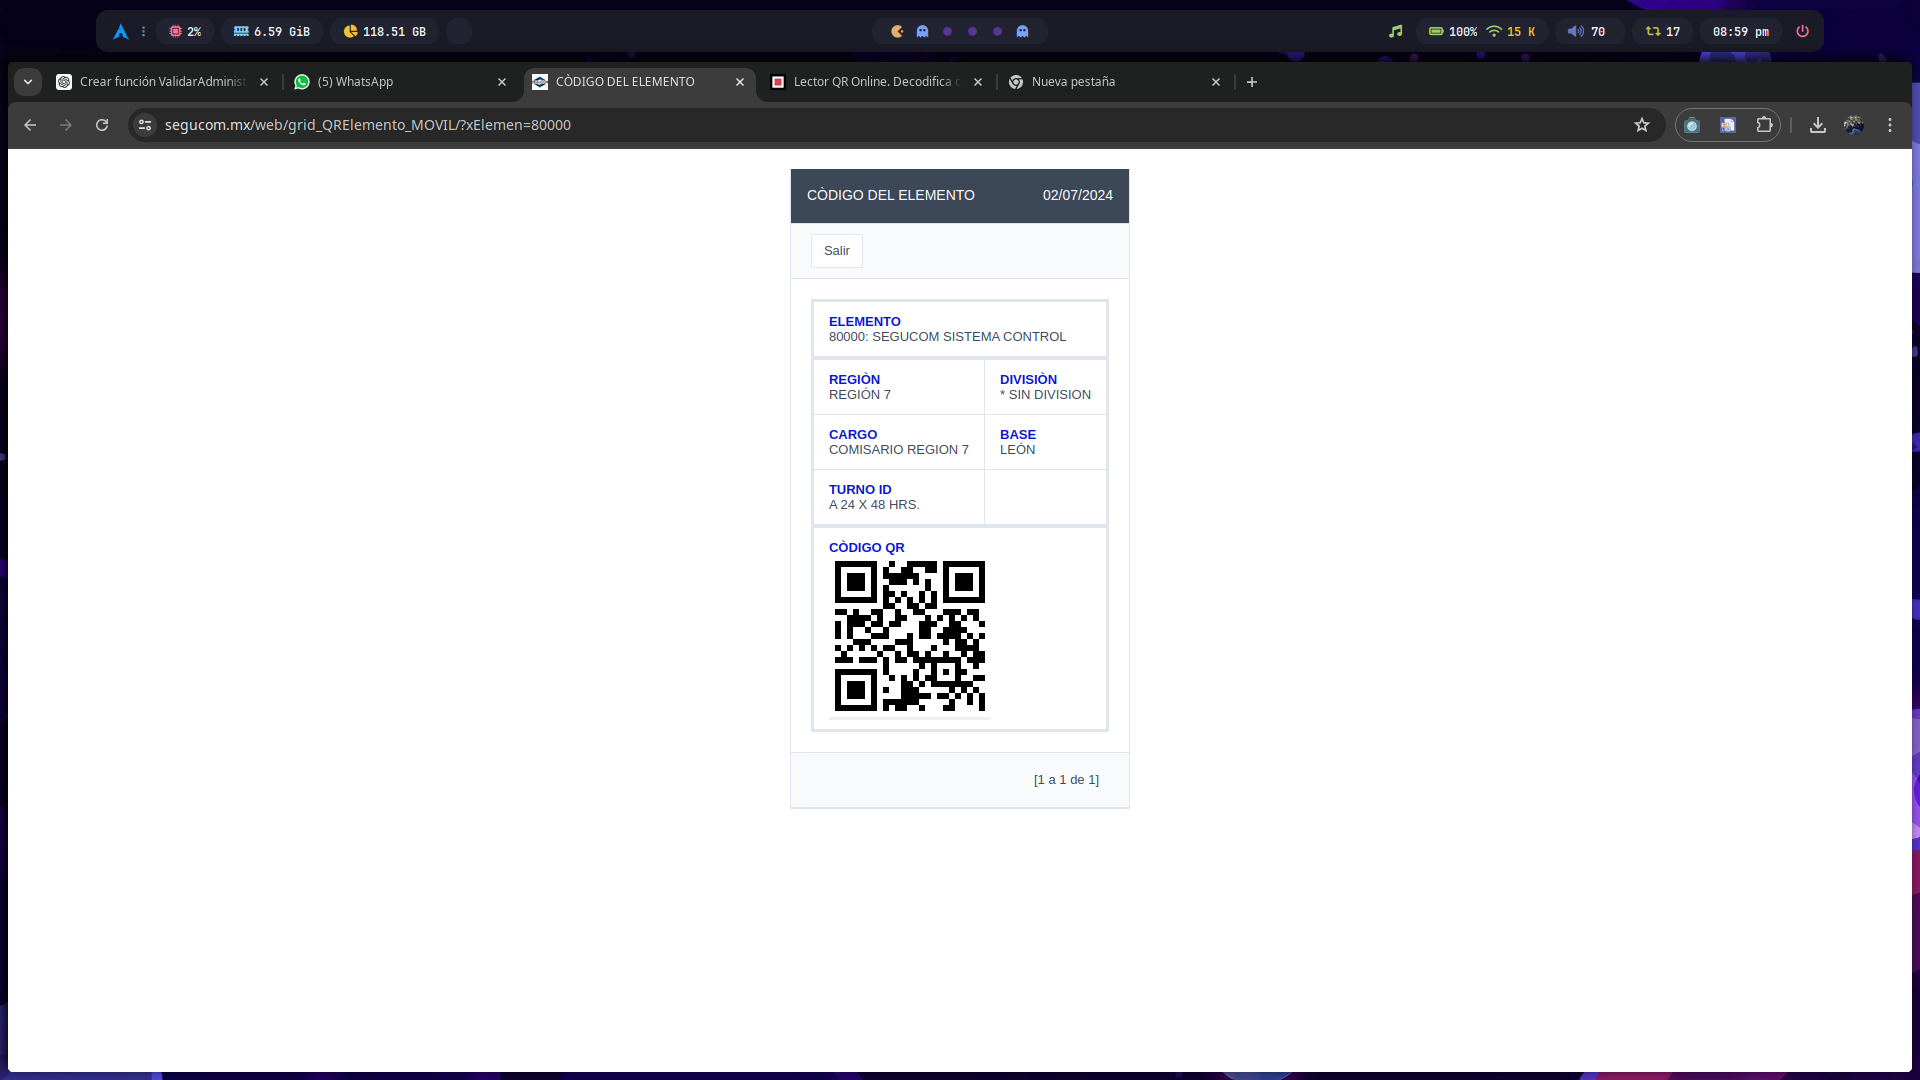 2%
6.59 GiB
118.51 GB
100%
15 K
70
17
08:59 pm
Crear función ValidarAdminist
(5) WhatsApp
CÒDIGO DEL ELEMENTO
Lector QR Online. Decodifica
Nueva pestaña
segucom.mx/web/grid_QRElemento_MOVIL/?xElemen=80000
CÒDIGO DEL ELEMENTO 02/07/2024
Salir
ELEMENTO
80000: SEGUCOM SISTEMA CONTROL
REGIÒN
REGIÓN 7
DIVISIÒN
* SIN DIVISION
CARGO
COMISARIO REGION 7
BASE
LEÓN
TURNO ID
A 24 X 48 HRS.
CÒDIGO QR
[1 a 1 de 1]